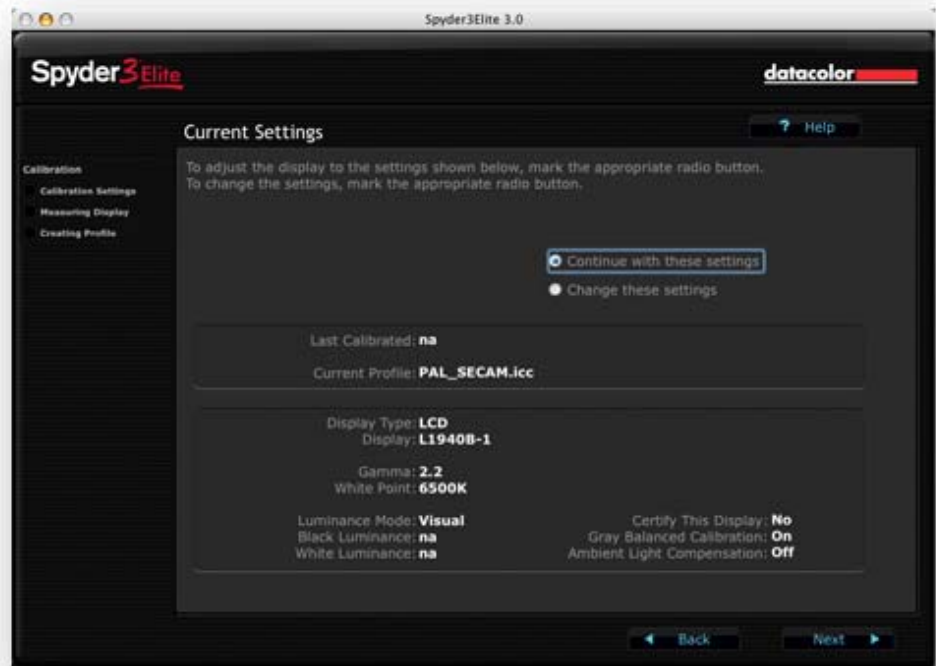 Spyder3Elite 3.0
Spyder3Elite
datacolor
Current Settings
? Help
Calibration
Calibration Settings
Measuring Display
Creating Profile
To adjust the display to the settings shown below, mark the appropriate radio button.
To change the settings, mark the appropriate radio button.
Continue with these settings
Change these settings
Last Calibrated: na
Current Profile: PAL_SECAM.icc
Display Type: LCD
Display: L1940B-1
Gamma: 2.2
White Point: 6500K
Luminance Mode: Visual
Black Luminance: na
White Luminance: na
Certify This Display: No
Gray Balanced Calibration: On
Ambient Light Compensation: Off
Back
Next